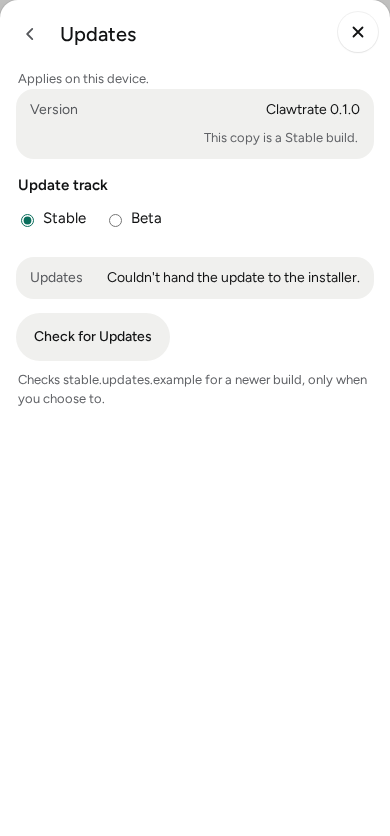 Updates
Applies on this device.
Version Clawtrate 0.1.0
This copy is a Stable build.
Update track
Stable Beta
Updates Couldn't hand the update to the installer.
Check for Updates
Checks stable.updates.example for a newer build, only when
you choose to.